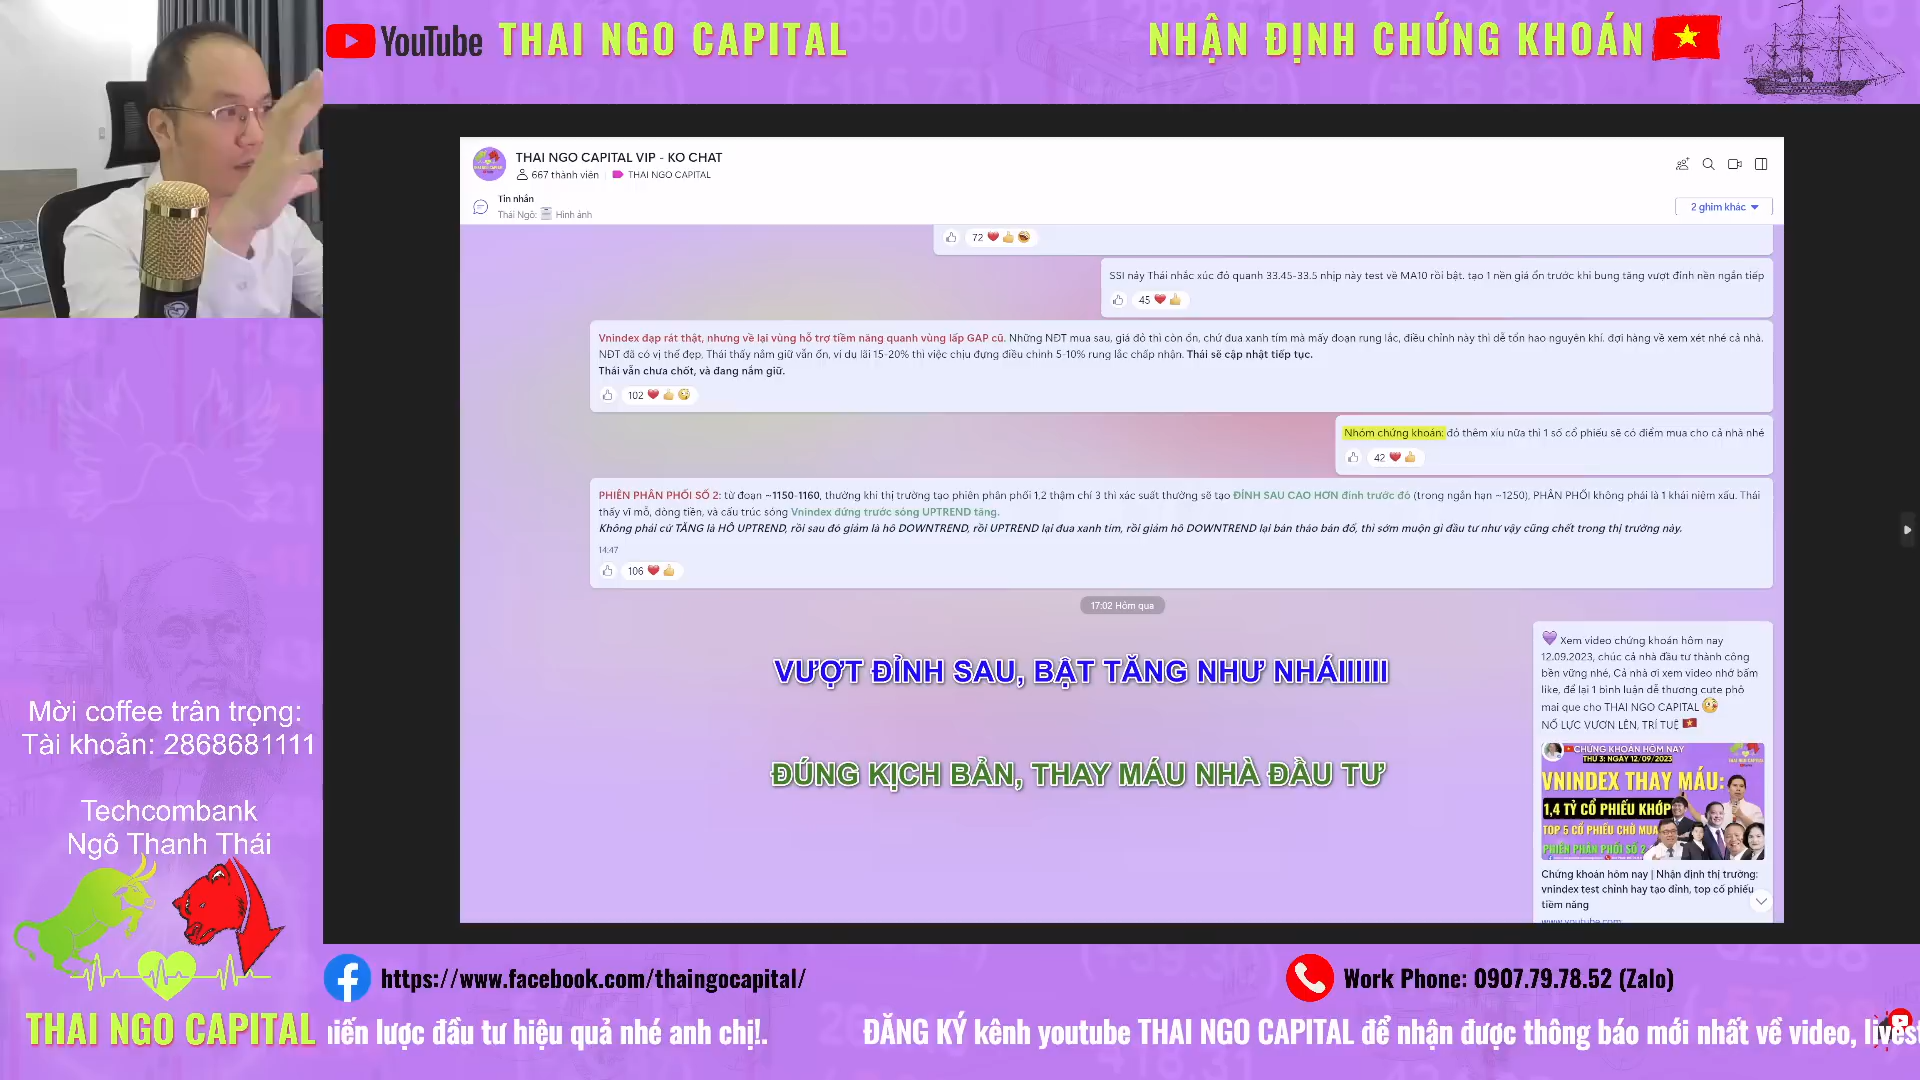 YouTube THAI NGO CAPITAL
NHẬN ĐỊNH CHỨNG KHOÁN
THAI NGO CAPITAL VIP - KO CHAT
667 thành viên
THAI NGO CAPITAL
Tin nhắn
Thái Ngô: Hình ảnh
2 ghim khác
72
SSI này Thái nhắc xúc đỏ quanh 33.45-33.5 nhịp này test về MA10 rồi bật. tạo 1 nền giá ổn trước khi bung tăng vượt đỉnh nền ngắn tiếp
45
Vnindex đạp rát thật, nhưng về lại vùng hỗ trợ tiềm năng quanh vùng lấp GAP cũ. Những NĐT mua sau, giá đỏ thì còn ổn, chứ đua xanh tím mà mấy đoạn rung lắc, điều chỉnh này thì dễ tổn hao nguyên khí. đợi hàng về xem xét nhé cả nhà.
NĐT đã có vị thế đẹp, Thái thấy nắm giữ vẫn ổn, ví dụ lãi 15-20% thì việc chịu đựng điều chỉnh 5-10% rung lắc chấp nhận. Thái sẽ cập nhật tiếp tục.
Thái vẫn chưa chốt, và đang nắm giữ.
102
Nhóm chứng khoán: đỏ thêm xíu nữa thì 1 số cổ phiếu sẽ có điểm mua cho cả nhà nhé
42
PHIÊN PHÂN PHỐI SỐ 2: từ đoạn ~1150-1160, thường khi thị trường tạo phiên phân phối 1,2 thậm chí 3 thì xác suất thường sẽ tạo ĐỈNH SAU CAO HƠN đỉnh trước đó (trong ngắn hạn ~1250), PHÂN PHỐI không phải là 1 khái niệm xấu. Thái
thấy vĩ mô, dòng tiền, và cấu trúc sóng Vnindex đứng trước sóng UPTREND tăng.
Không phải cứ TĂNG là HÔ UPTREND, rồi sau đó giảm là hô DOWNTREND, rồi UPTREND lại đua xanh tím, rồi giảm hô DOWNTREND lại bán tháo bán đổ, thì sớm muộn gì đầu tư như vậy cũng chết trong thị trường này.
14:47
106
17:02 Hôm qua
VƯỢT ĐỈNH SAU, BẬT TĂNG NHƯ NHÁIIIIII
ĐÚNG KỊCH BẢN, THAY MÁU NHÀ ĐẦU TƯ
Xem video chứng khoán hôm nay
12.09.2023, chúc cả nhà đầu tư thành công
bền vững nhé, Cả nhà ơi xem video nhớ bấm
like, để lại 1 bình luận dễ thương cute phô
mai que cho THAI NGO CAPITAL
NỖ LỰC VƯƠN LÊN, TRÍ TUỆ
CHỨNG KHOÁN HÔM NAY
THỨ 3: NGÀY 12/09/2023
VNINDEX THAY MÁU:
1,4 TỶ CỔ PHIẾU KHỚP
TOP 5 CỔ PHIẾU CHỜ MUA
PHIÊN PHÂN PHỐI SỐ 2
Chứng khoán hôm nay | Nhận định thị trường:
vnindex test chỉnh hay tạo đỉnh, top cổ phiếu
tiềm năng
www.youtube.com
Mời coffee trân trọng:
Tài khoản: 2868681111
Techcombank
Ngô Thanh Thái
THAI NGO CAPITAL
https://www.facebook.com/thaingocapital/
Work Phone: 0907.79.78.52 (Zalo)
hiến lược đầu tư hiệu quả nhé anh chị!.
ĐĂNG KÝ kênh youtube THAI NGO CAPITAL để nhận được thông báo mới nhất về video,